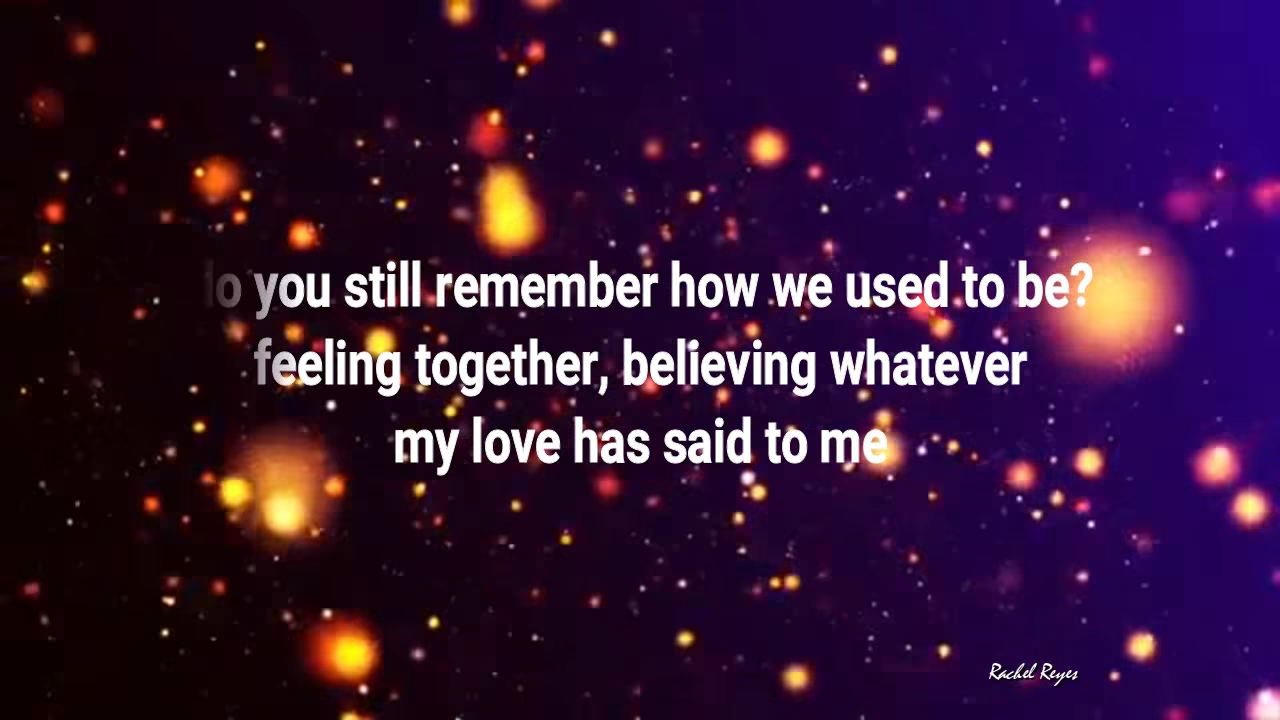 do you still remember how we used to be?
feeling together, believing whatever
my love has said to me
Rachel Reyes